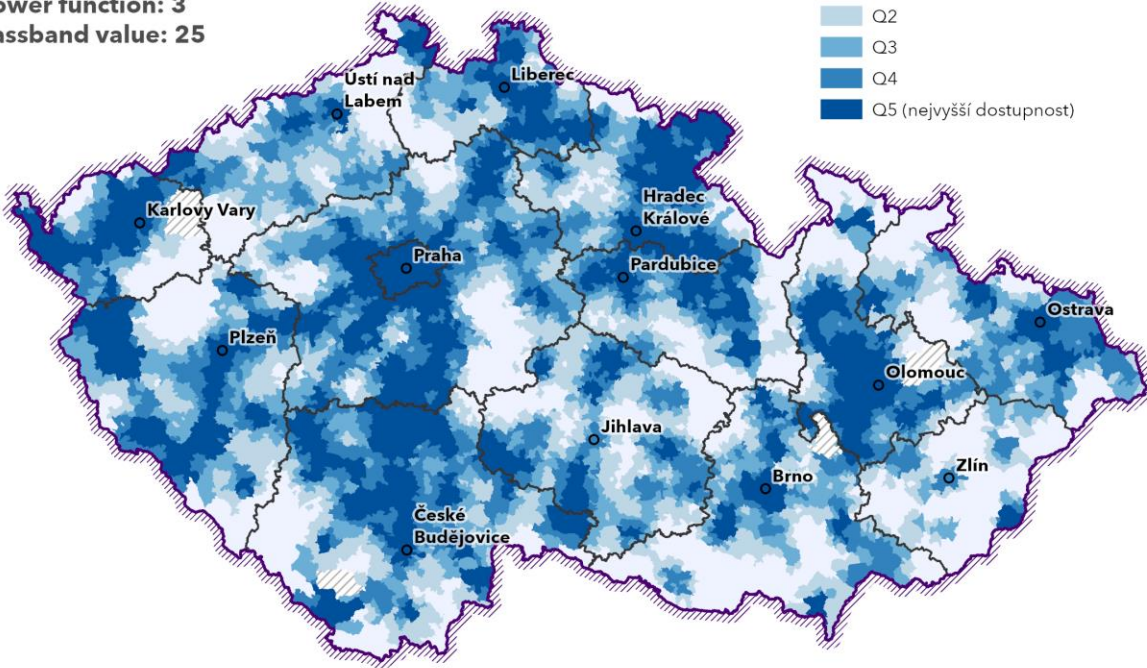 ower function: 3
assband value: 25
Q2
Q3
Q4
Q5 (nejvyšší dostupnost)
Liberec
Ústí nad
Labem
Hradec
Králové
Karlovy Vary
Praha
Pardubice
Ostrava
Plzeň
Olomouc
Jihlava
Zlín
Brno
České
Budějovice